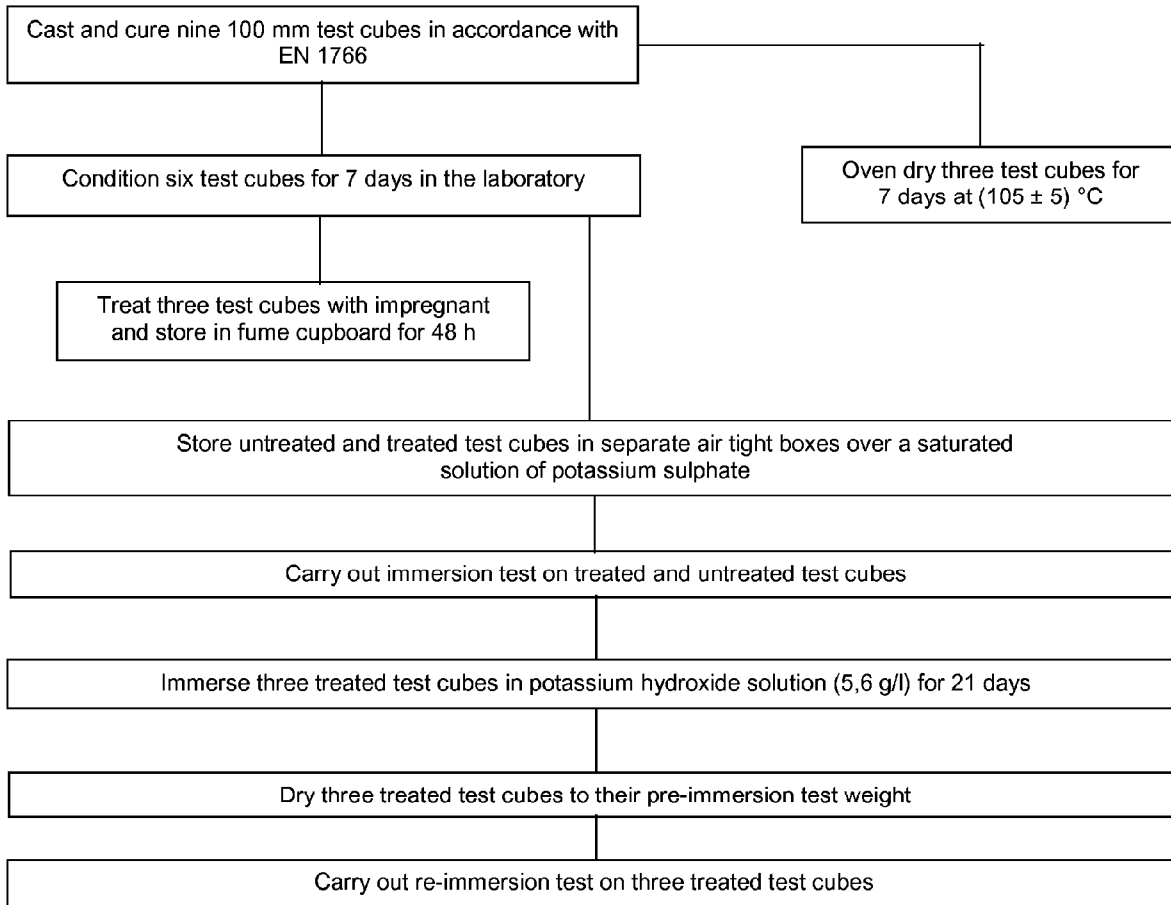 Cast and cure nine 100 mm test cubes in accordance with
EN 1766
Condition six test cubes for 7 days in the laboratory
Oven dry three test cubes for
7 days at (105 ± 5) °C
Treat three test cubes with impregnant
and store in fume cupboard for 48 h
Store untreated and treated test cubes in separate air tight boxes over a saturated
solution of potassium sulphate
Carry out immersion test on treated and untreated test cubes
Immerse three treated test cubes in potassium hydroxide solution (5,6 g/l) for 21 days
Dry three treated test cubes to their pre-immersion test weight
Carry out re-immersion test on three treated test cubes